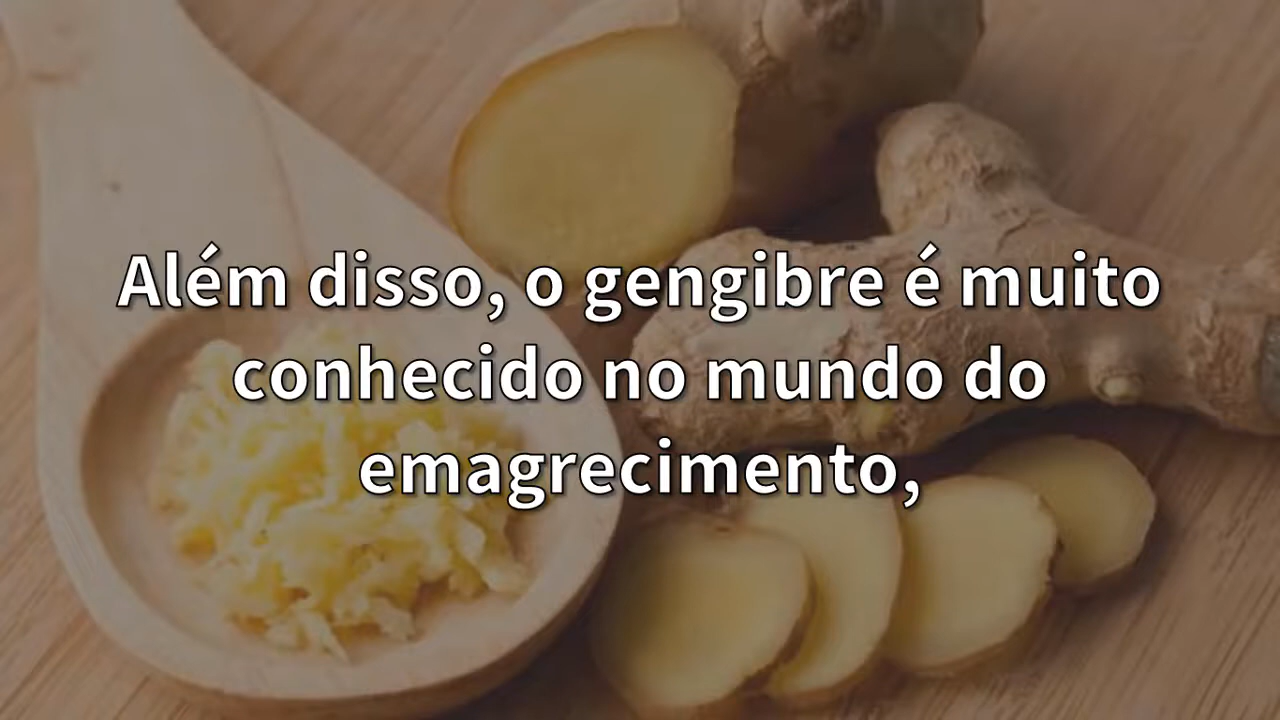 Além disso, o gengibre é muito
conhecido no mundo do
emagrecimento,